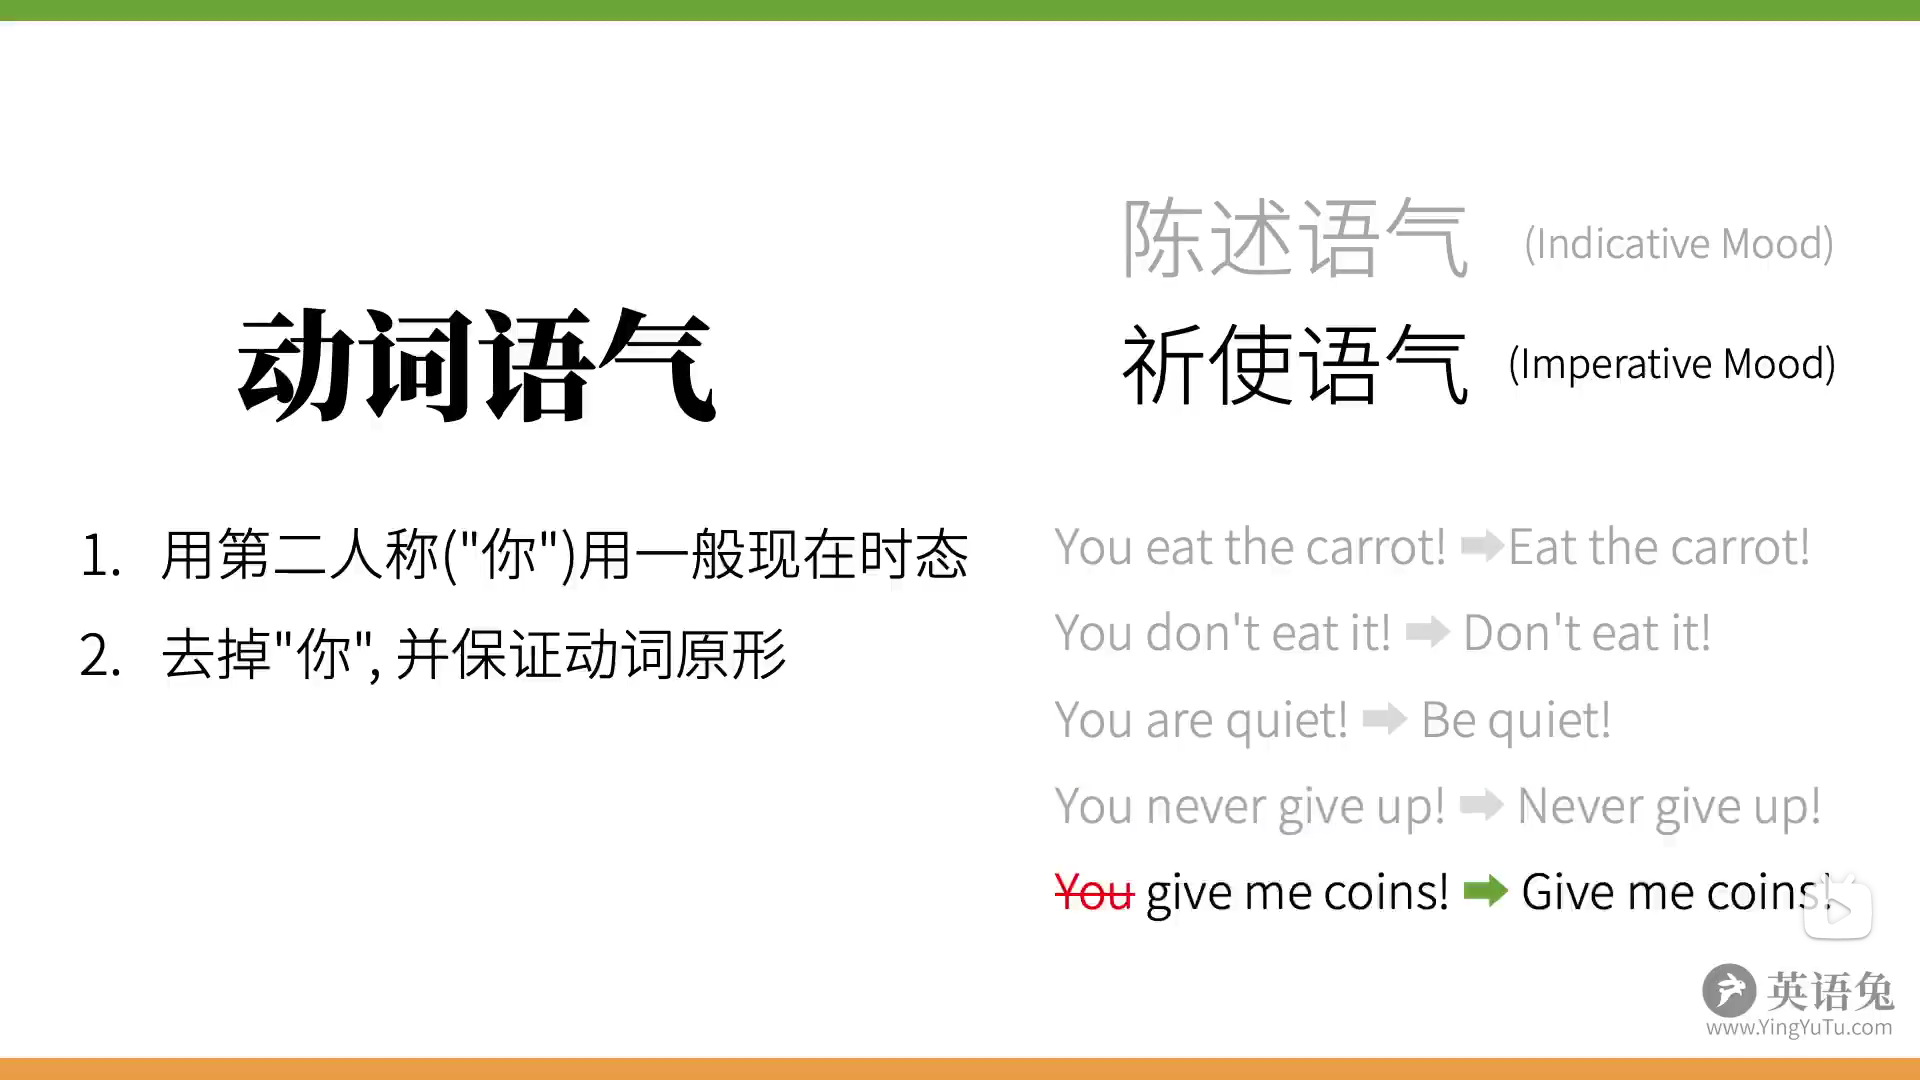 陈述语气 (Indicative Mood)
动词语气
祈使语气 (Imperative Mood)
1. 用第二人称("你")用一般现在时态
2. 去掉"你", 并保证动词原形
You eat the carrot! ➡ Eat the carrot!
You don't eat it! ➡ Don't eat it!
You are quiet! ➡ Be quiet!
You never give up! ➡ Never give up!
You give me coins! ➡ Give me coins!
英语兔
www.YingYuTu.com